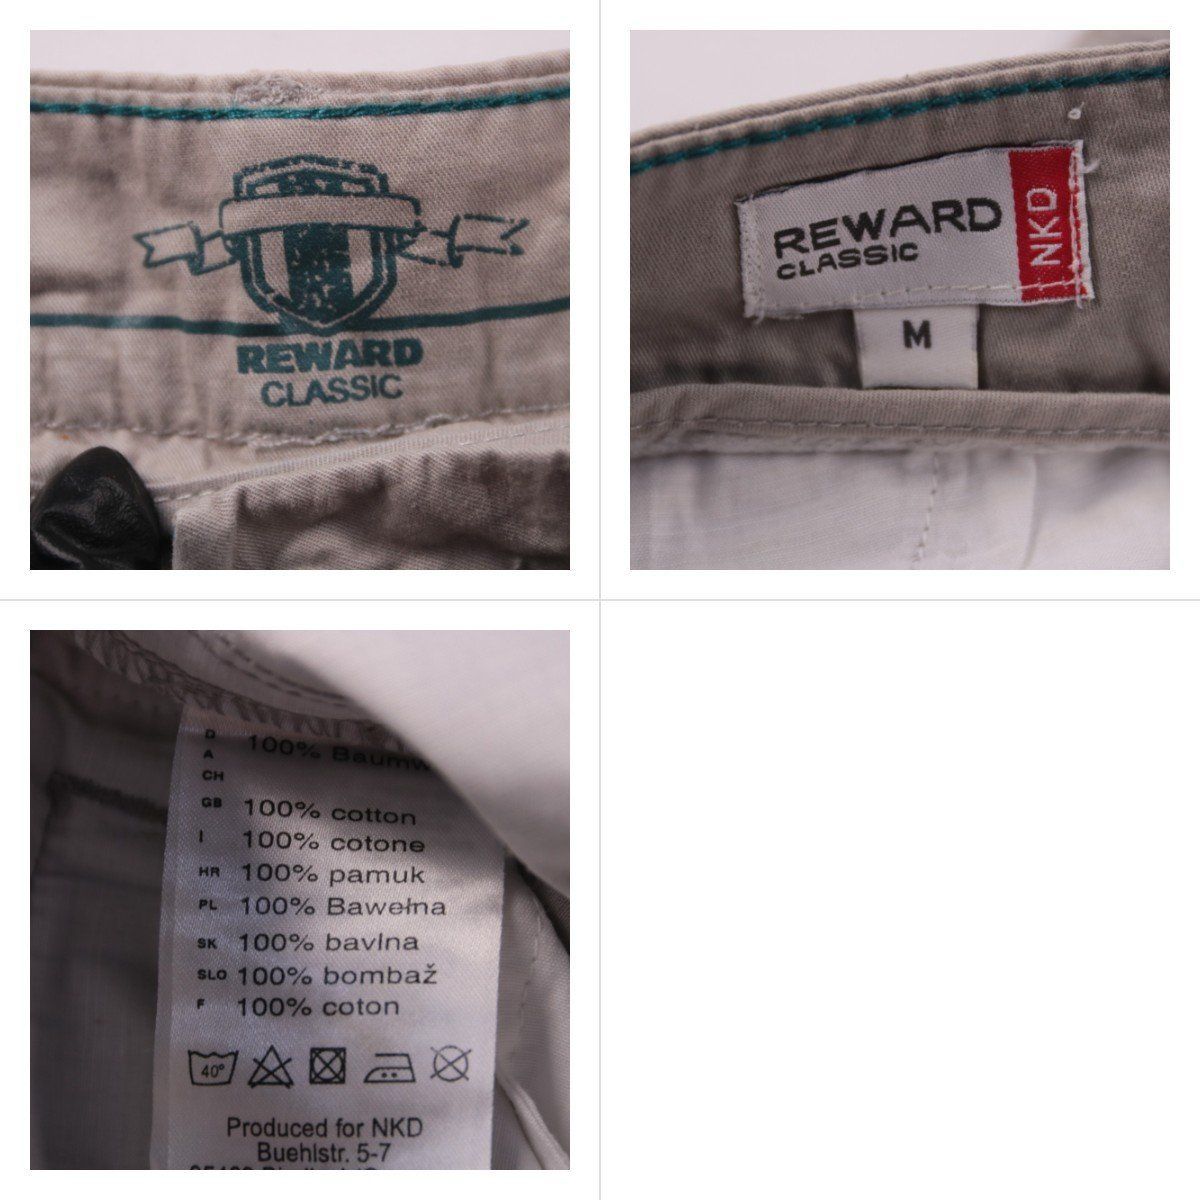 REWARD
CLASSIC
REWARD
CLASSIC
NKD
M
D 100%
A
CH
GB 100% cotton
I 100% cotone
HR 100% pamuk
PL 100% Bawełna
SK 100% bavlna
SLO 100% bombaž
F 100% coton
40°
Produced for NKD
Buehlstr. 5-7